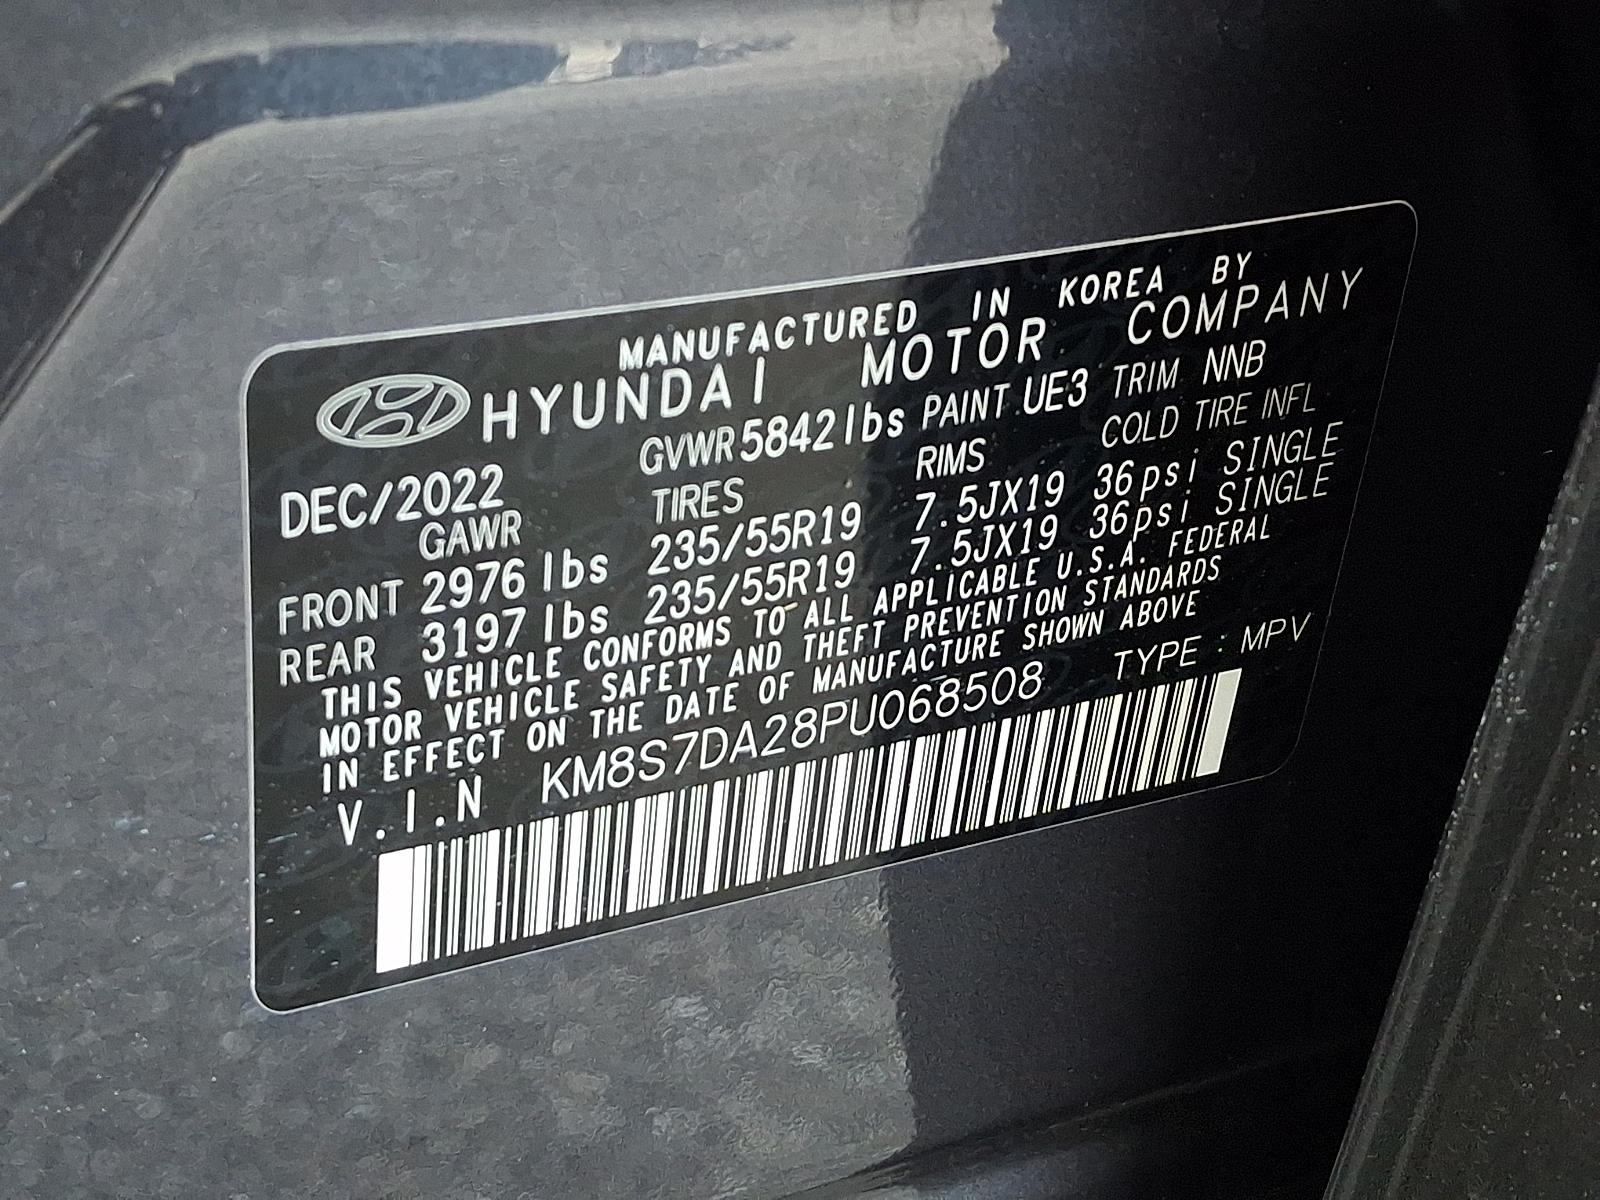 MANUFACTURED IN KOREA BY
HYUNDAI MOTOR COMPANY
DEC/2022 GVWR 5842 lbs PAINT UE3 TRIM NNB
GAWR TIRES RIMS COLD TIRE INFL
FRONT 2976 lbs 235/55R19 7.5JX19 36psi SINGLE
REAR 3197 lbs 235/55R19 7.5JX19 36psi SINGLE
THIS VEHICLE CONFORMS TO ALL APPLICABLE U.S.A. FEDERAL
MOTOR VEHICLE SAFETY AND THEFT PREVENTION STANDARDS
IN EFFECT ON THE DATE OF MANUFACTURE SHOWN ABOVE
V.I.N KM8S7DA28PU068508 TYPE : MPV